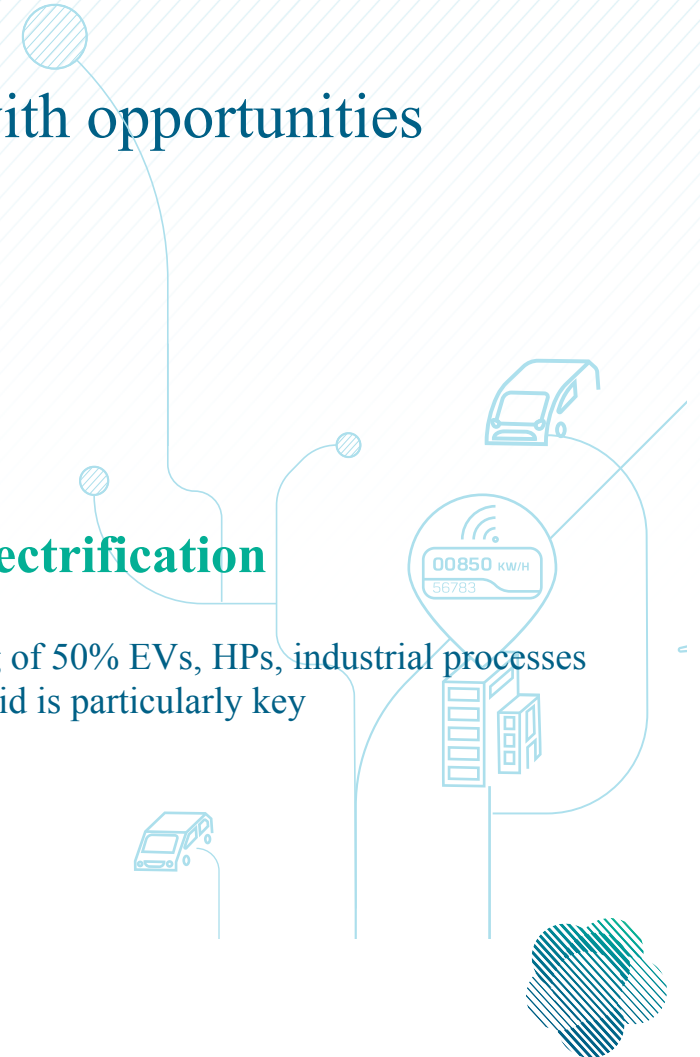 ith opportunities
ectrification
00850 KW/H
56783
of 50% EVs, HPs, industrial processes
id is particularly key